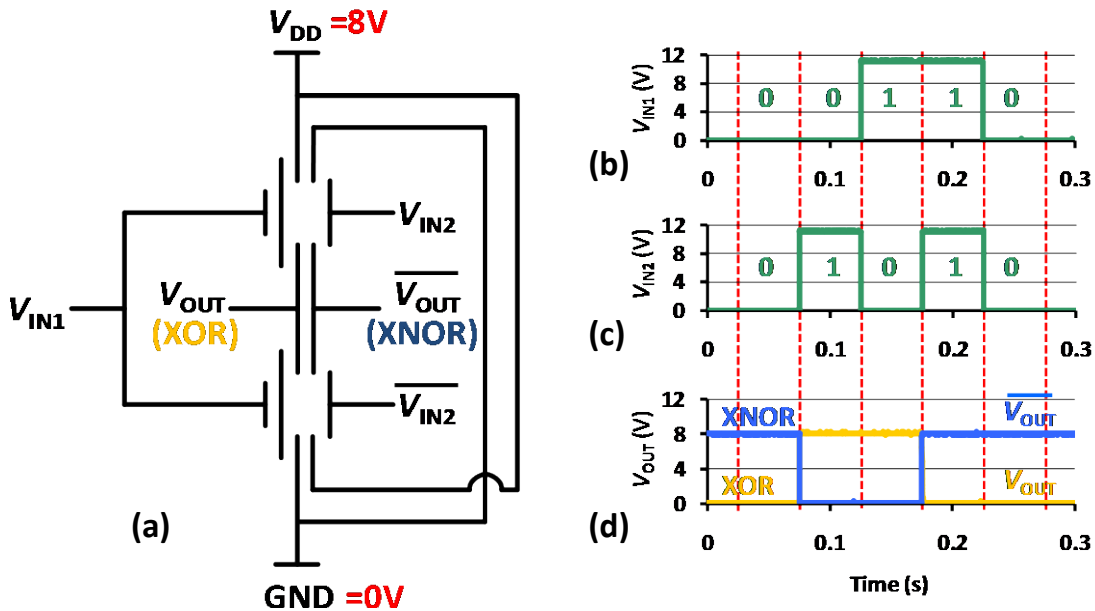 V_DD =8V
V_IN2
V_IN1
V_OUT
(XOR)
V̅_OUT
(XNOR)
V̅_IN2
(a)
GND =0V
V_IN1 (V)
12
8
4
0
0 0 1 1 0
0 0.1 0.2 0.3
(b)
V_IN2 (V)
12
8
4
0
0 1 0 1 0
0 0.1 0.2 0.3
(c)
V_OUT (V)
12
8
4
0
XNOR V̅_OUT
XOR V_OUT
0 0.1 0.2 0.3
(d)
Time (s)